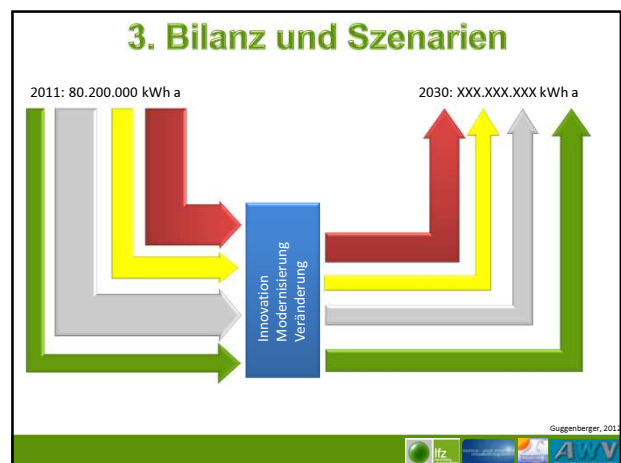 3. Bilanz und Szenarien
2011: 80.200.000 kWh a
2030: XXX.XXX.XXX kWh a
Innovation
Modernisierung
Veränderung
Guggenberger, 2012
lfz
AWV